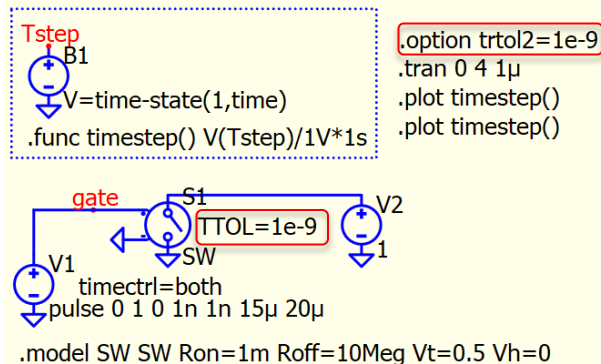 Tstep
B1
V=time-state(1,time)
.func timestep() V(Tstep)/1V*1s
.option trtol2=1e-9
.tran 0 4 1µ
.plot timestep()
.plot timestep()
gate
S1
TTOL=1e-9
SW
V2
1
V1
timectrl=both
pulse 0 1 0 1n 1n 15µ 20µ
.model SW SW Ron=1m Roff=10Meg Vt=0.5 Vh=0